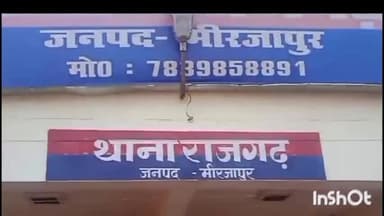 जनपद-मीरजापुर
मो0 : 7839858891
थाना राजगढ़
जनपद - मीरजापुर
InShOt